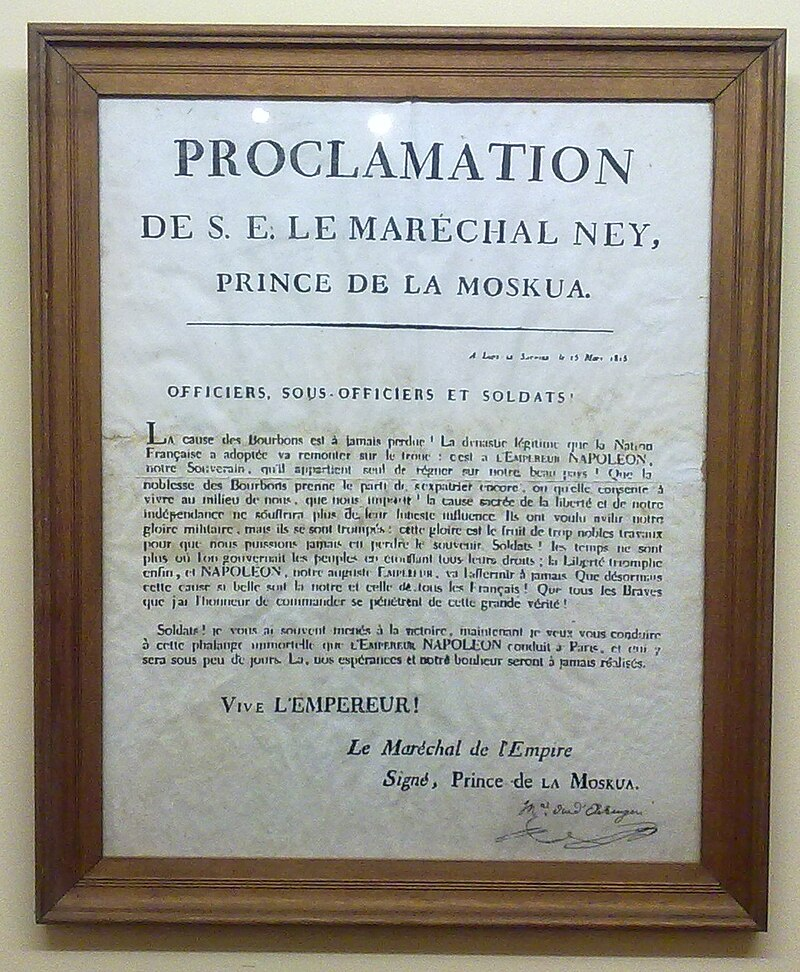 PROCLAMATION
DE S. E. LE MARÉCHAL NEY,
PRINCE DE LA MOSKUA.
A Lons le Saunier le 15 Mars 1815
OFFICIERS, SOUS-OFFICIERS ET SOLDATS!
LA cause des Bourbons est à jamais perdue! La dynastie légitime que la Nation
Française a adoptée va remonter sur le trone : c'est a L'EMPEREUR NAPOLÉON,
notre Souverain, qu'il appartient seul de régner sur notre beau pays! Que la
noblesse des Bourbons prenne le parti de s'expatrier encore, ou qu'elle consente à
vivre au milieu de nous, que nous importe! la cause sacrée de la liberté et de notre
indépendance ne souffrira plus de leur funeste influence. Ils ont voulu avilir notre
gloire militaire, mais ils se sont trompés : cette gloire est le fruit de trop nobles travaux
pour que nous puissions jamais en perdre le souvenir. Soldats! les temps ne sont
plus où l'on gouvernait les peuples en étouffant tous leurs droits ; la Liberté triomphe
enfin, et NAPOLÉON, notre auguste EMPEREUR, va l'affermir à jamais. Que désormais
cette cause si belle soit la notre et celle de tous les Français! Que tous les Braves
que j'ai l'honneur de commander se pénètrent de cette grande vérité!
Soldats! je vous ai souvent menés à la victoire, maintenant je veux vous conduire
à cette phalange immortelle que L'EMPEREUR NAPOLÉON conduit à Paris, et qui y
sera sous peu de jours. La, nos espérances et notre bonheur seront à jamais réalisés.
VIVE L'EMPEREUR!
Le Maréchal de l'Empire
Signé, Prince de LA MOSKUA.